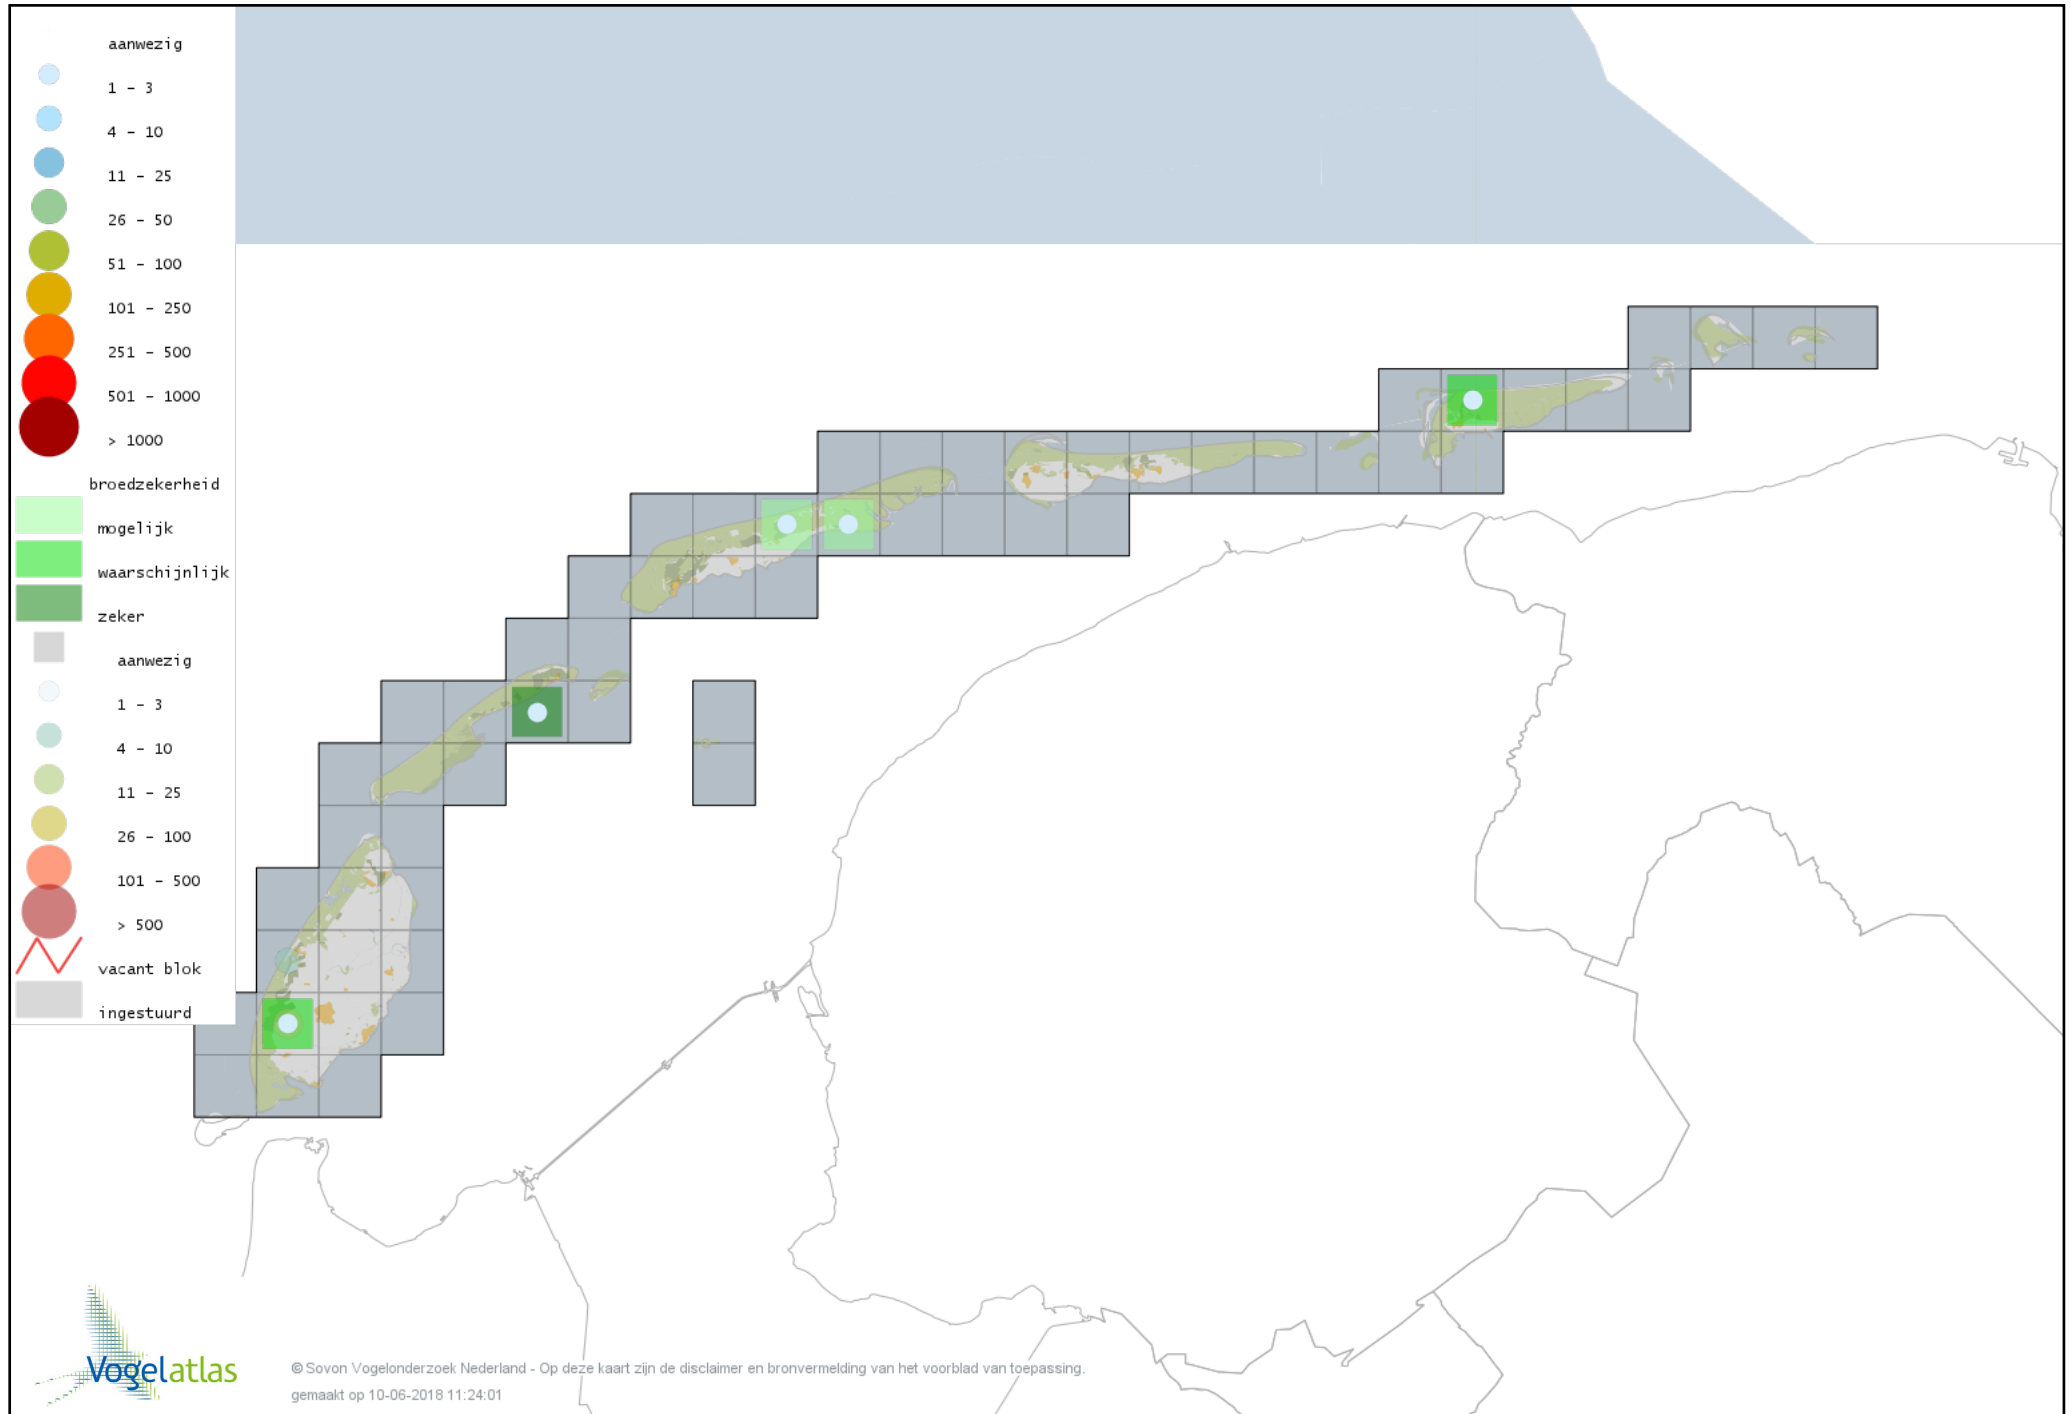 aanwezig
1 - 3
4 - 10
11 - 25
26 - 50
51 - 100
101 - 250
251 - 500
501 - 1000
> 1000
broedzekerheid
mogelijk
waarschijnlijk
zeker
aanwezig
1 - 3
4 - 10
11 - 25
26 - 100
101 - 500
> 500
vacant blok
ingestuurd
Vogelatlas
© Sovon Vogelonderzoek Nederland - Op deze kaart zijn de disclaimer en bronvermelding van het voorblad van toepassing.
gemaakt op 10-06-2018 11:24:01